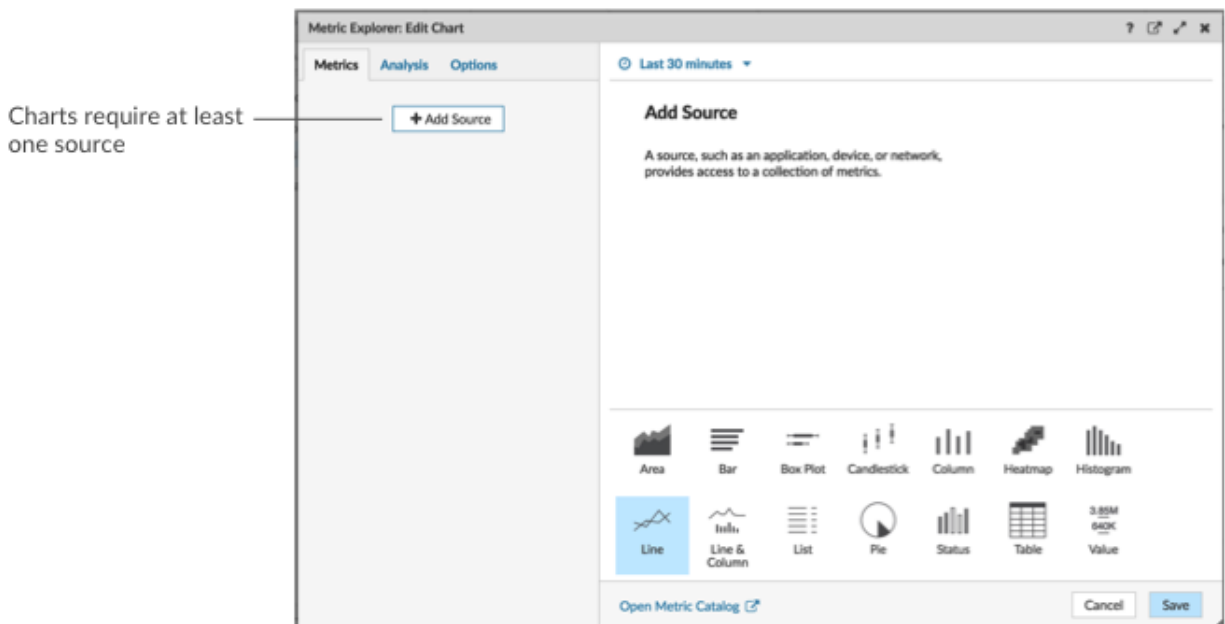 Metric Explorer: Edit Chart ?
Metrics Analysis Options
Last 30 minutes
Charts require at least
one source
+ Add Source
Add Source
A source, such as an application, device, or network,
provides access to a collection of metrics.
Area Bar Box Plot Candlestick Column Heatmap Histogram
3.85M
640K
Line Line &
Column List Pie Status Table Value
Open Metric Catalog
Cancel Save